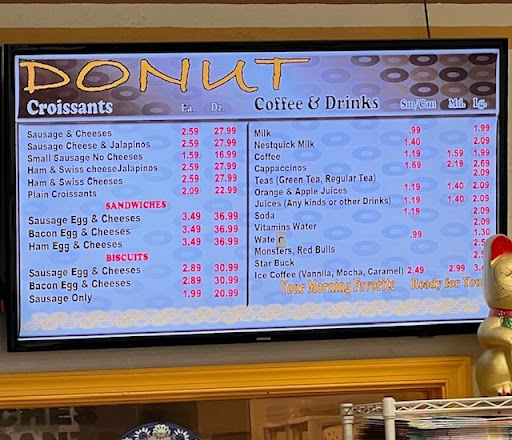 DONUT
Croissants Ea. Dz.
Sausage & Cheeses 2.59 27.99
Sausage Cheese & Jalapinos 2.59 27.99
Small Sausage No Cheeses 1.59 16.99
Ham & Swiss cheeseJalapinos 2.59 27.99
Ham & Swiss Cheeses 2.59 27.99
Plain Croissants 2.09 22.99
SANDWICHES
Sausage Egg & Cheeses 3.49 36.99
Bacon Egg & Cheeses 3.49 36.99
Ham Egg & Cheeses 3.49 36.99
BISCUITS
Sausage Egg & Cheeses 2.89 30.99
Bacon Egg & Cheeses 2.89 30.99
Sausage Only 1.99 20.99
Coffee & Drinks Sm/Can Md. Lg.
Milk .99 1.99
Nestquick Milk 1.40 2.09
Coffee 1.19 1.59 1.99
Cappaccinos 1.69 2.19 2.69
Teas (Green Tea, Regular Tea) 2.09
Orange & Apple Juices 1.19 1.40 2.09
Juices (Any kinds or other Drinks) 1.19 1.40 2.09
Soda 1.19 2.09
Vitamins Water 2.09
Wate .99 1.30
Monsters, Red Bulls
Star Buck
Ice Coffee (Vannila, Mocha, Caramel) 2.49 2.99
Your Morning Favorite Ready for You